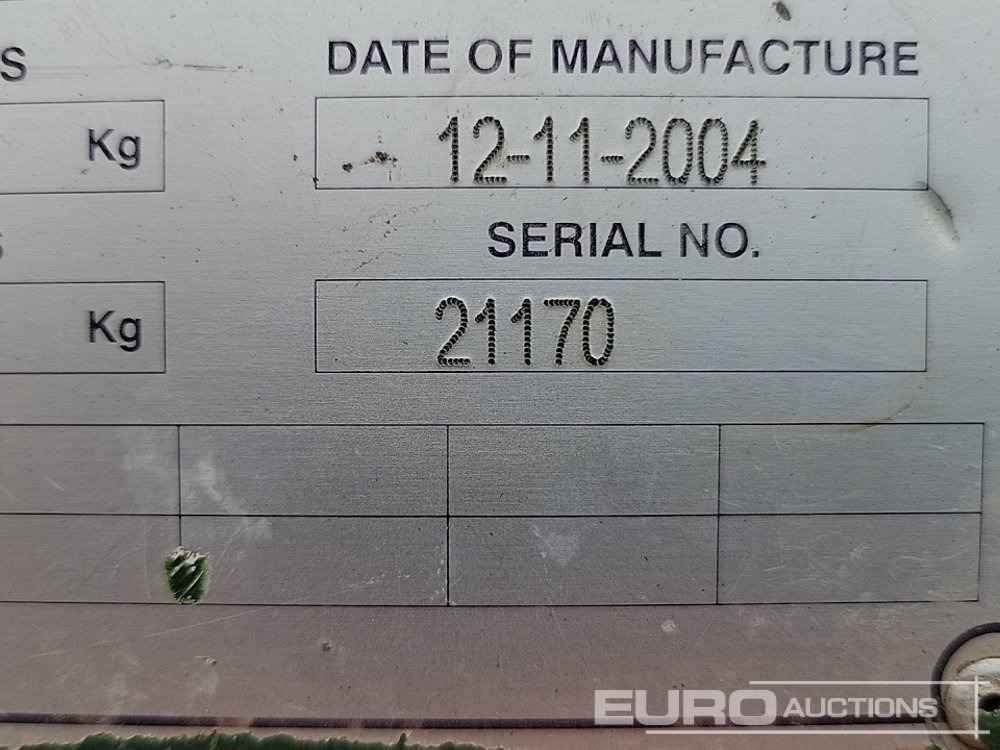 S
DATE OF MANUFACTURE
Kg
12-11-2004
SERIAL NO.
Kg
21170
EURO AUCTIONS